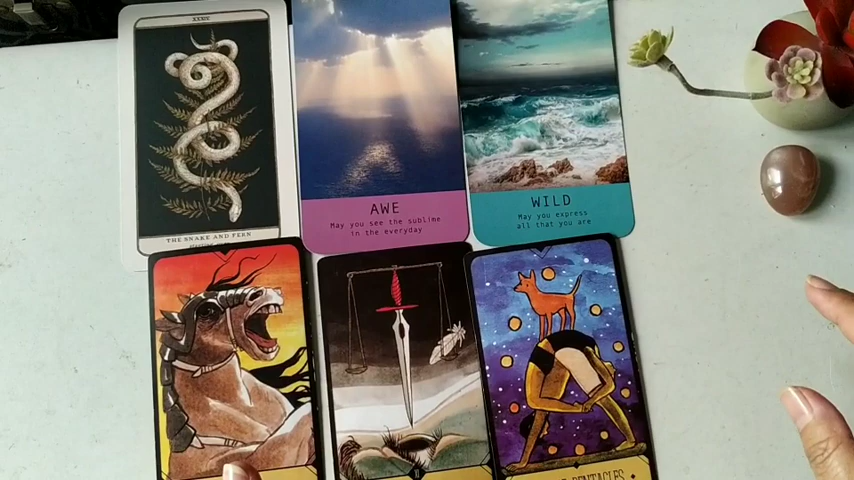 XXXIV
THE SNAKE AND FERN
AWE
May you see the sublime
in the everyday
WILD
May you express
all that you are
PENTACLES